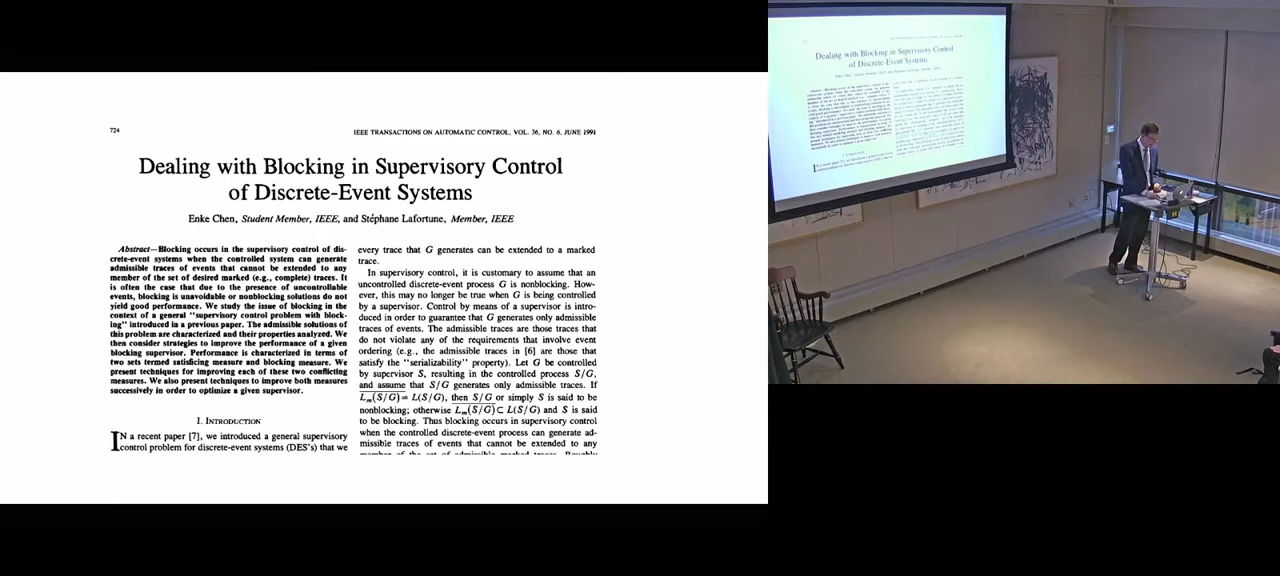 724
IEEE TRANSACTIONS ON AUTOMATIC CONTROL, VOL. 36, NO. 6, JUNE 1991
Dealing with Blocking in Supervisory Control
of Discrete-Event Systems
Enke Chen, Student Member, IEEE, and Stéphane Lafortune, Member, IEEE
Abstract—Blocking occurs in the supervisory control of dis-
crete-event systems when the controlled system can generate
admissible traces of events that cannot be extended to any
member of the set of desired marked (e.g., complete) traces. It
is often the case that due to the presence of uncontrollable
events, blocking is unavoidable or nonblocking solutions do not
yield good performance. We study the issue of blocking in the
context of a general "supervisory control problem with block-
ing" introduced in a previous paper. The admissible solutions of
this problem are characterized and their properties analyzed. We
then consider strategies to improve the performance of a given
blocking supervisor. Performance is characterized in terms of
two sets termed satisficing measure and blocking measure. We
present techniques for improving each of these two conflicting
measures. We also present techniques to improve both measures
successively in order to optimize a given supervisor.
I. INTRODUCTION
IN a recent paper [7], we introduced a general supervisory
control problem for discrete-event systems (DES's) that we
every trace that G generates can be extended to a marked
trace.
In supervisory control, it is customary to assume that an
uncontrolled discrete-event process G is nonblocking. How-
ever, this may no longer be true when G is being controlled
by a supervisor. Control by means of a supervisor is intro-
duced in order to guarantee that G generates only admissible
traces of events. The admissible traces are those traces that
do not violate any of the requirements that involve event
ordering (e.g., the admissible traces in [6] are those that
satisfy the "serializability" property). Let G be controlled
by supervisor S, resulting in the controlled process S/G,
and assume that S/G generates only admissible traces. If
L̅m̅(̅S̅/̅G̅)̅ = L(S/G), then S/G or simply S is said to be
nonblocking; otherwise L̅m̅(̅S̅/̅G̅)̅ ⊂ L(S/G) and S is said
to be blocking. Thus blocking occurs in supervisory control
when the controlled discrete-event process can generate ad-
missible traces of events that cannot be extended to any
member of the set of admissible marked traces. Roughly
Dealing with Blocking in Supervisory Control
of Discrete-Event Systems